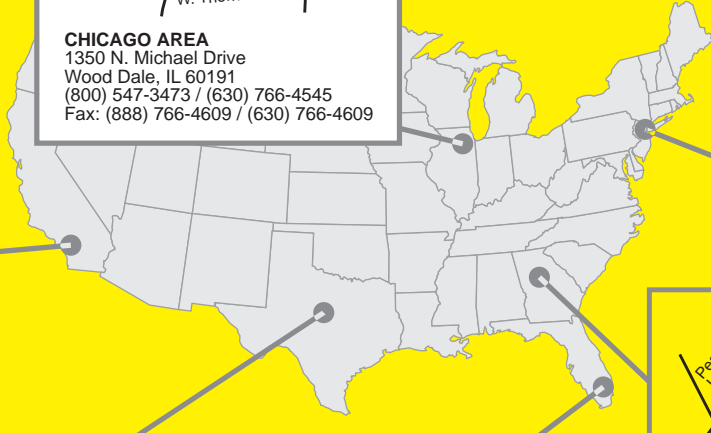 W. Thom
CHICAGO AREA
1350 N. Michael Drive
Wood Dale, IL 60191
(800) 547-3473 / (630) 766-4545
Fax: (888) 766-4609 / (630) 766-4609